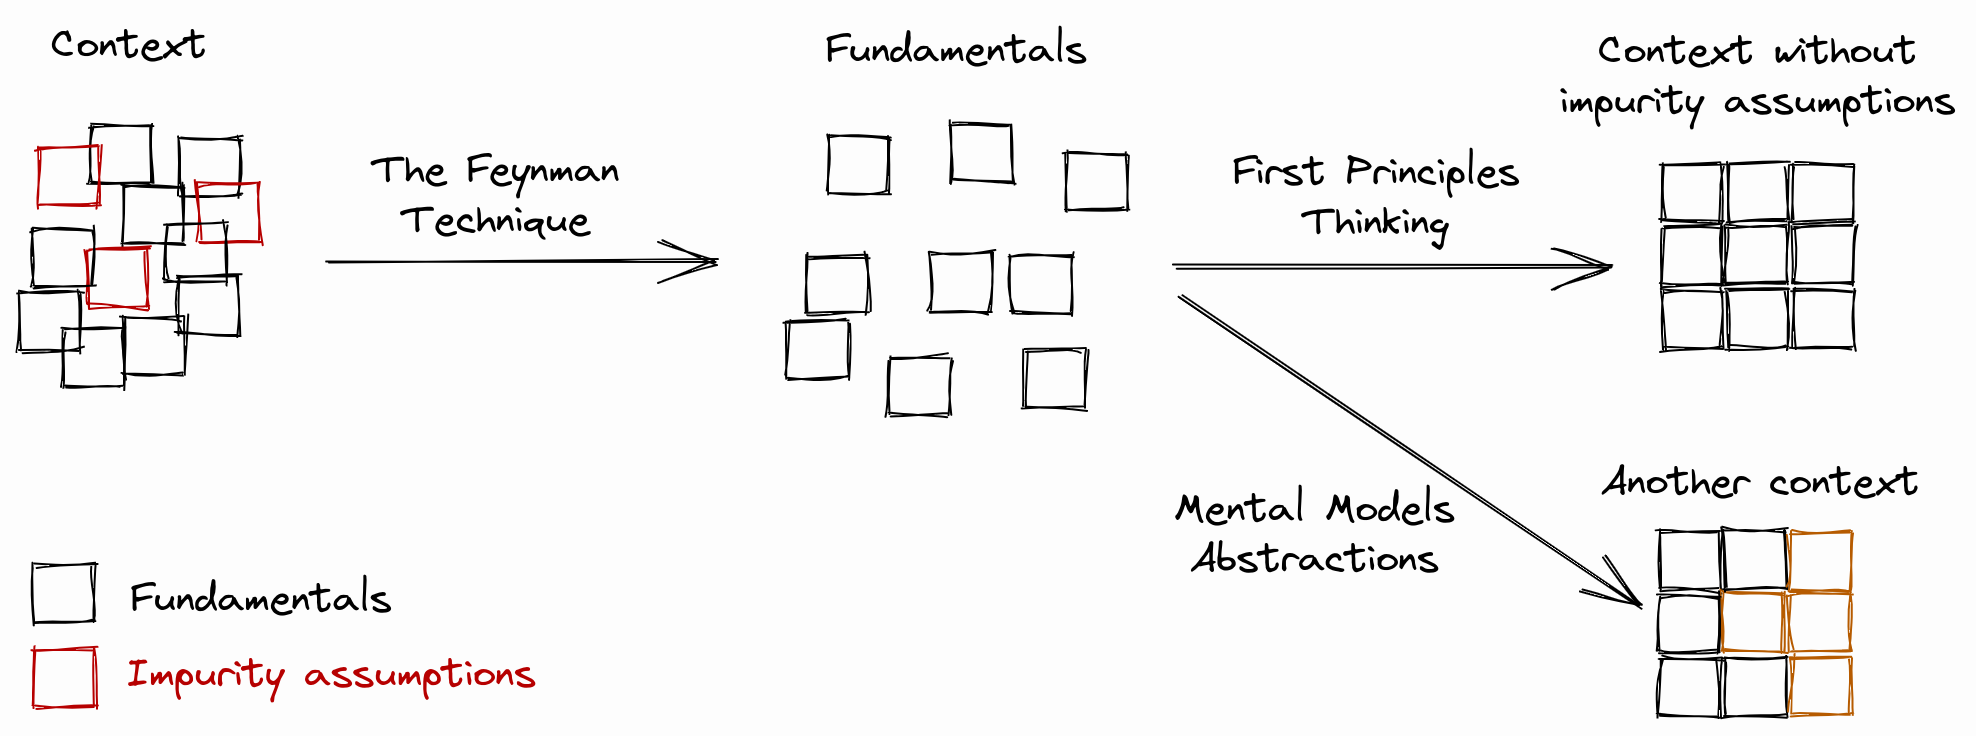 Context
The Feynman
Technique
Fundamentals
First Principles
Thinking
Context without
impurity assumptions
Mental Models
Abstractions
Another context
Fundamentals
Impurity assumptions